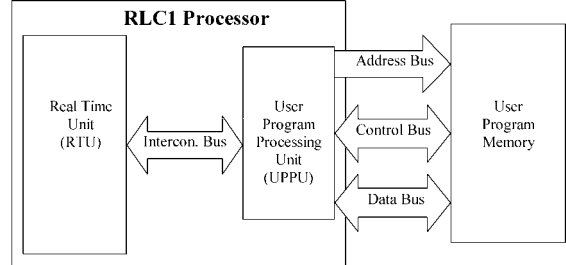 RLC1 Processor
Real Time
Unit
(RTU)
Intercon. Bus
User
Program
Processing
Unit
(UPPU)
Address Bus
Control Bus
Data Bus
User
Program
Memory